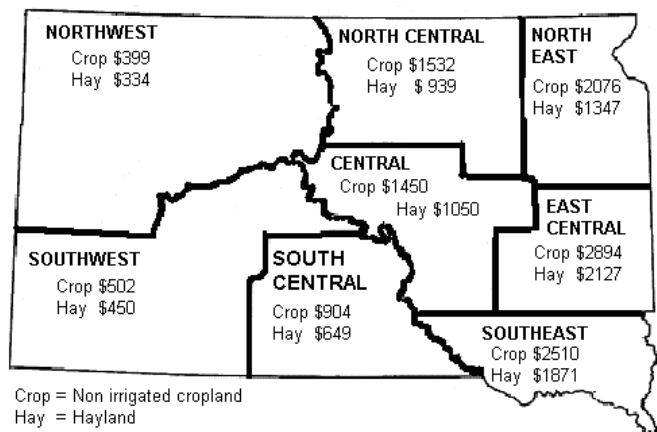 NORTHWEST
Crop $399
Hay $334
NORTH CENTRAL
Crop $1532
Hay $ 939
NORTH
EAST
Crop $2076
Hay $1347
CENTRAL
Crop $1450
Hay $1050
EAST
CENTRAL
Crop $2894
Hay $2127
SOUTHWEST
Crop $502
Hay $450
SOUTH
CENTRAL
Crop $904
Hay $649
SOUTHEAST
Crop $2510
Hay $1871
Crop = Non irrigated cropland
Hay = Hayland